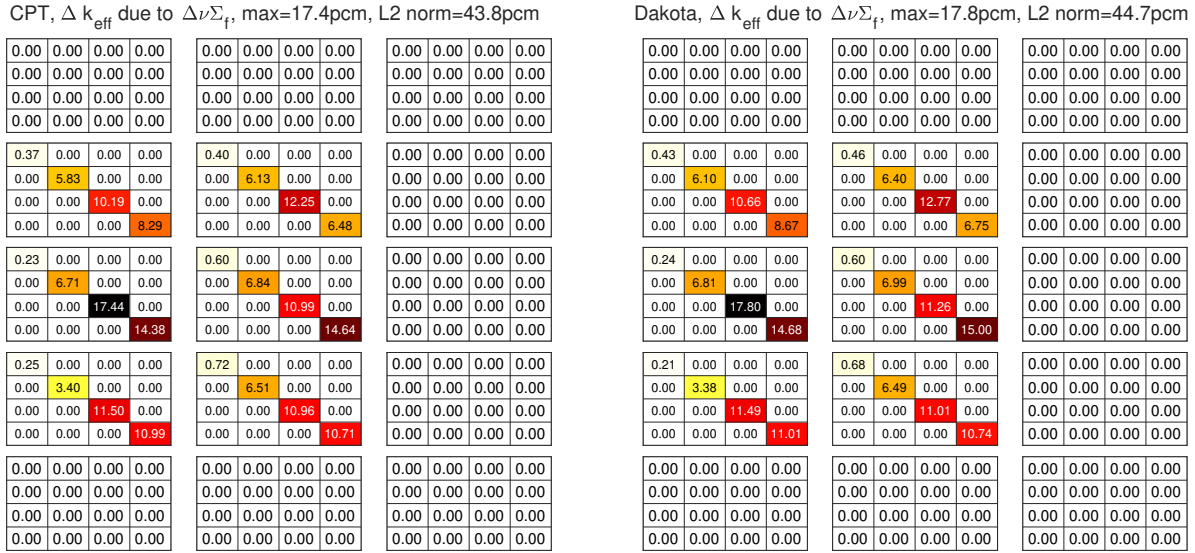 CPT, Δ k_eff due to ΔνΣ_f, max=17.4pcm, L2 norm=43.8pcm
0.00 0.00 0.00 0.00 0.00 0.00 0.00 0.00 0.00 0.00 0.00 0.00
0.00 0.00 0.00 0.00 0.00 0.00 0.00 0.00 0.00 0.00 0.00 0.00
0.00 0.00 0.00 0.00 0.00 0.00 0.00 0.00 0.00 0.00 0.00 0.00
0.00 0.00 0.00 0.00 0.00 0.00 0.00 0.00 0.00 0.00 0.00 0.00
0.37 0.00 0.00 0.00 0.40 0.00 0.00 0.00 0.00 0.00 0.00 0.00
0.00 5.83 0.00 0.00 0.00 6.13 0.00 0.00 0.00 0.00 0.00 0.00
0.00 0.00 10.19 0.00 0.00 0.00 12.25 0.00 0.00 0.00 0.00 0.00
0.00 0.00 0.00 8.29 0.00 0.00 0.00 6.48 0.00 0.00 0.00 0.00
0.23 0.00 0.00 0.00 0.60 0.00 0.00 0.00 0.00 0.00 0.00 0.00
0.00 6.71 0.00 0.00 0.00 6.84 0.00 0.00 0.00 0.00 0.00 0.00
0.00 0.00 17.44 0.00 0.00 0.00 10.99 0.00 0.00 0.00 0.00 0.00
0.00 0.00 0.00 14.38 0.00 0.00 0.00 14.64 0.00 0.00 0.00 0.00
0.25 0.00 0.00 0.00 0.72 0.00 0.00 0.00 0.00 0.00 0.00 0.00
0.00 3.40 0.00 0.00 0.00 6.51 0.00 0.00 0.00 0.00 0.00 0.00
0.00 0.00 11.50 0.00 0.00 0.00 10.96 0.00 0.00 0.00 0.00 0.00
0.00 0.00 0.00 10.99 0.00 0.00 0.00 10.71 0.00 0.00 0.00 0.00
0.00 0.00 0.00 0.00 0.00 0.00 0.00 0.00 0.00 0.00 0.00 0.00
0.00 0.00 0.00 0.00 0.00 0.00 0.00 0.00 0.00 0.00 0.00 0.00
0.00 0.00 0.00 0.00 0.00 0.00 0.00 0.00 0.00 0.00 0.00 0.00
0.00 0.00 0.00 0.00 0.00 0.00 0.00 0.00 0.00 0.00 0.00 0.00
Dakota, Δ k_eff due to ΔνΣ_f, max=17.8pcm, L2 norm=44.7pcm
0.00 0.00 0.00 0.00 0.00 0.00 0.00 0.00 0.00 0.00 0.00 0.00
0.00 0.00 0.00 0.00 0.00 0.00 0.00 0.00 0.00 0.00 0.00 0.00
0.00 0.00 0.00 0.00 0.00 0.00 0.00 0.00 0.00 0.00 0.00 0.00
0.00 0.00 0.00 0.00 0.00 0.00 0.00 0.00 0.00 0.00 0.00 0.00
0.43 0.00 0.00 0.00 0.46 0.00 0.00 0.00 0.00 0.00 0.00 0.00
0.00 6.10 0.00 0.00 0.00 6.40 0.00 0.00 0.00 0.00 0.00 0.00
0.00 0.00 10.66 0.00 0.00 0.00 12.77 0.00 0.00 0.00 0.00 0.00
0.00 0.00 0.00 8.67 0.00 0.00 0.00 6.75 0.00 0.00 0.00 0.00
0.24 0.00 0.00 0.00 0.60 0.00 0.00 0.00 0.00 0.00 0.00 0.00
0.00 6.81 0.00 0.00 0.00 6.99 0.00 0.00 0.00 0.00 0.00 0.00
0.00 0.00 17.80 0.00 0.00 0.00 11.26 0.00 0.00 0.00 0.00 0.00
0.00 0.00 0.00 14.68 0.00 0.00 0.00 15.00 0.00 0.00 0.00 0.00
0.21 0.00 0.00 0.00 0.68 0.00 0.00 0.00 0.00 0.00 0.00 0.00
0.00 3.38 0.00 0.00 0.00 6.49 0.00 0.00 0.00 0.00 0.00 0.00
0.00 0.00 11.49 0.00 0.00 0.00 11.01 0.00 0.00 0.00 0.00 0.00
0.00 0.00 0.00 11.01 0.00 0.00 0.00 10.74 0.00 0.00 0.00 0.00
0.00 0.00 0.00 0.00 0.00 0.00 0.00 0.00 0.00 0.00 0.00 0.00
0.00 0.00 0.00 0.00 0.00 0.00 0.00 0.00 0.00 0.00 0.00 0.00
0.00 0.00 0.00 0.00 0.00 0.00 0.00 0.00 0.00 0.00 0.00 0.00
0.00 0.00 0.00 0.00 0.00 0.00 0.00 0.00 0.00 0.00 0.00 0.00